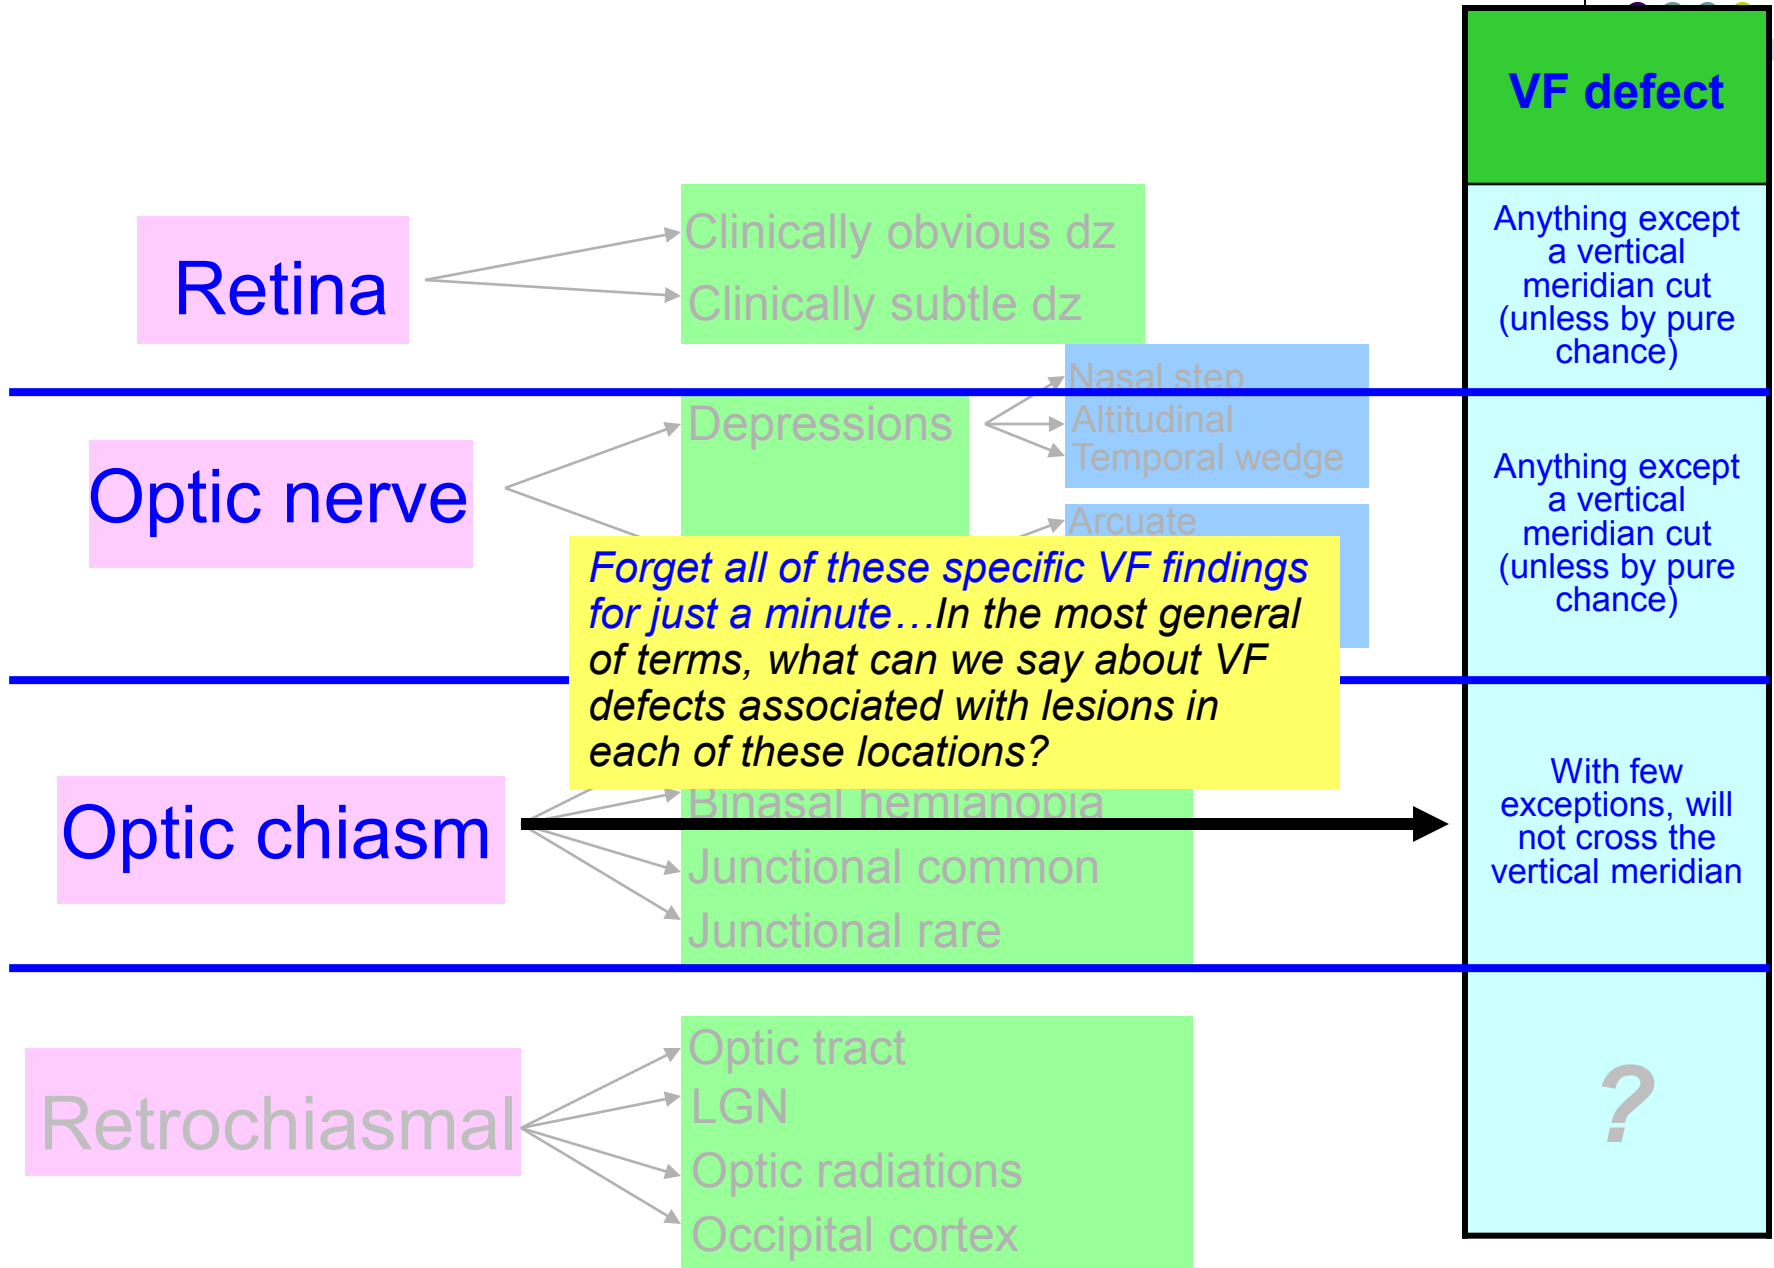 VF defect
Retina
Clinically obvious dz
Clinically subtle dz
Anything except
a vertical
meridian cut
(unless by pure
chance)
Optic nerve
Depressions
Nasal step
Altitudinal
Temporal wedge
Arcuate
Anything except
a vertical
meridian cut
(unless by pure
chance)
Forget all of these specific VF findings
for just a minute…In the most general
of terms, what can we say about VF
defects associated with lesions in
each of these locations?
Optic chiasm
Binasal hemianopia
Junctional common
Junctional rare
With few
exceptions, will
not cross the
vertical meridian
Retrochiasmal
Optic tract
LGN
Optic radiations
Occipital cortex
?